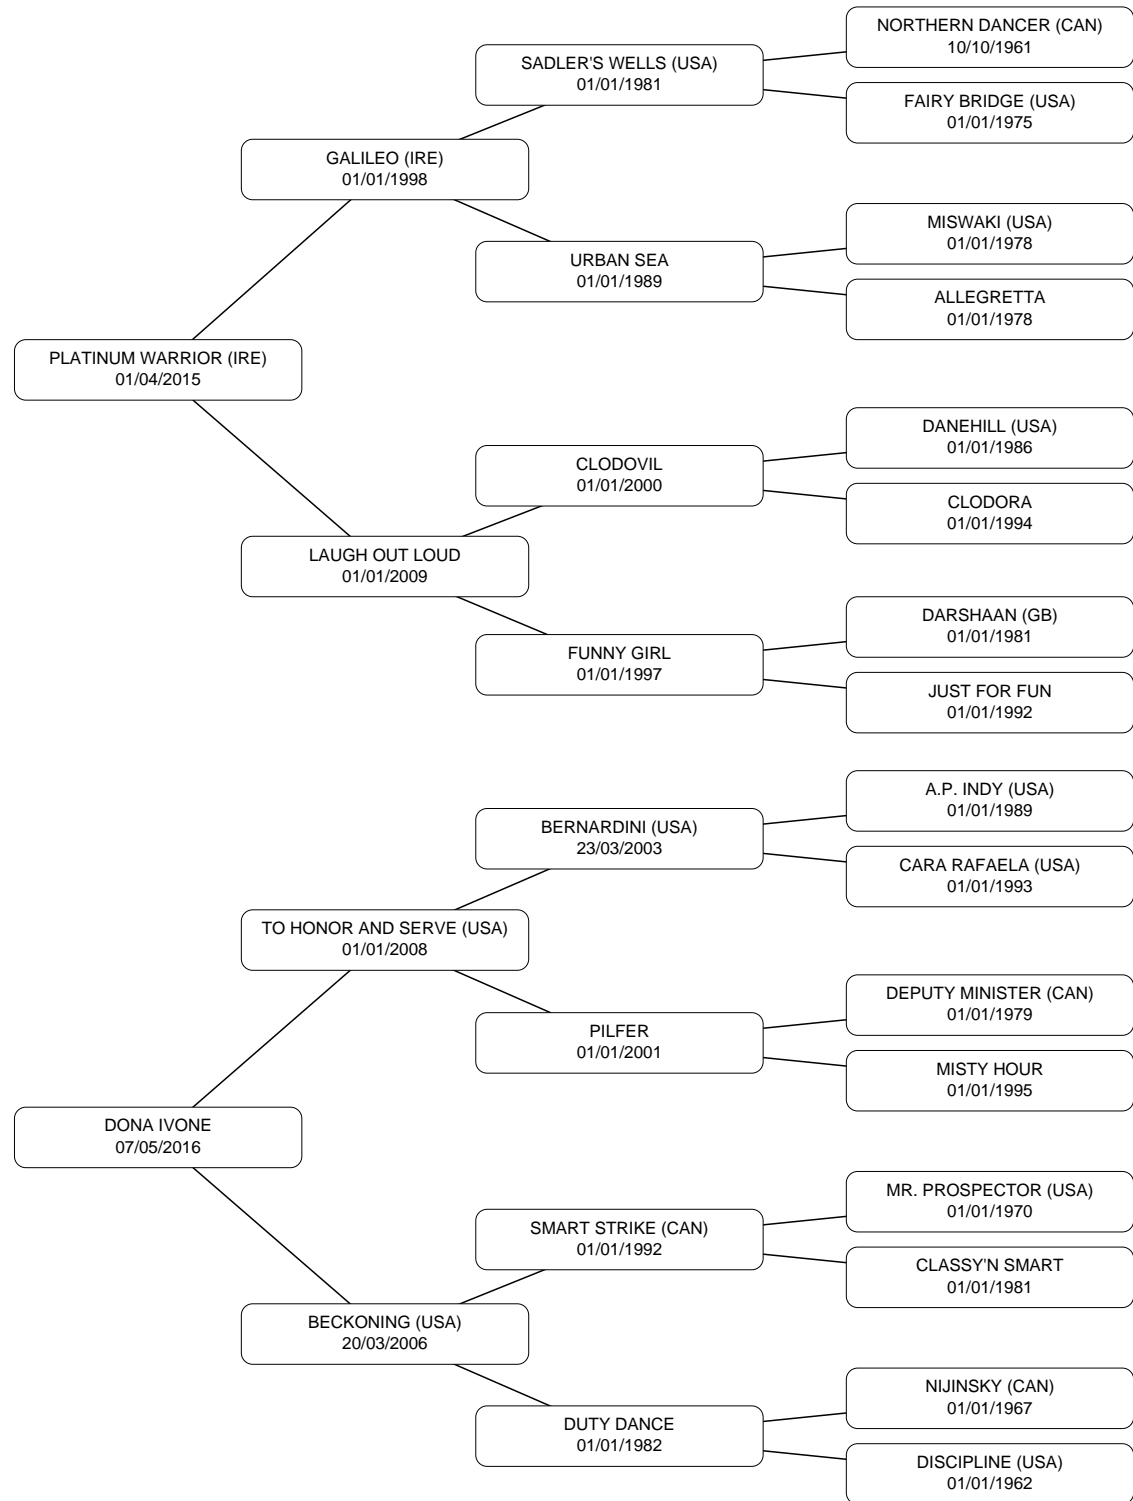 NORTHERN DANCER (CAN)
10/10/1961
SADLER'S WELLS (USA)
01/01/1981
FAIRY BRIDGE (USA)
01/01/1975
GALILEO (IRE)
01/01/1998
MISWAKI (USA)
01/01/1978
URBAN SEA
01/01/1989
ALLEGRETTA
01/01/1978
PLATINUM WARRIOR (IRE)
01/04/2015
DANEHILL (USA)
01/01/1986
CLODOVIL
01/01/2000
CLODORA
01/01/1994
LAUGH OUT LOUD
01/01/2009
DARSHAAN (GB)
01/01/1981
FUNNY GIRL
01/01/1997
JUST FOR FUN
01/01/1992
A.P. INDY (USA)
01/01/1989
BERNARDINI (USA)
23/03/2003
CARA RAFAELA (USA)
01/01/1993
TO HONOR AND SERVE (USA)
01/01/2008
DEPUTY MINISTER (CAN)
01/01/1979
PILFER
01/01/2001
MISTY HOUR
01/01/1995
DONA IVONE
07/05/2016
MR. PROSPECTOR (USA)
01/01/1970
SMART STRIKE (CAN)
01/01/1992
CLASSY'N SMART
01/01/1981
BECKONING (USA)
20/03/2006
NIJINSKY (CAN)
01/01/1967
DUTY DANCE
01/01/1982
DISCIPLINE (USA)
01/01/1962